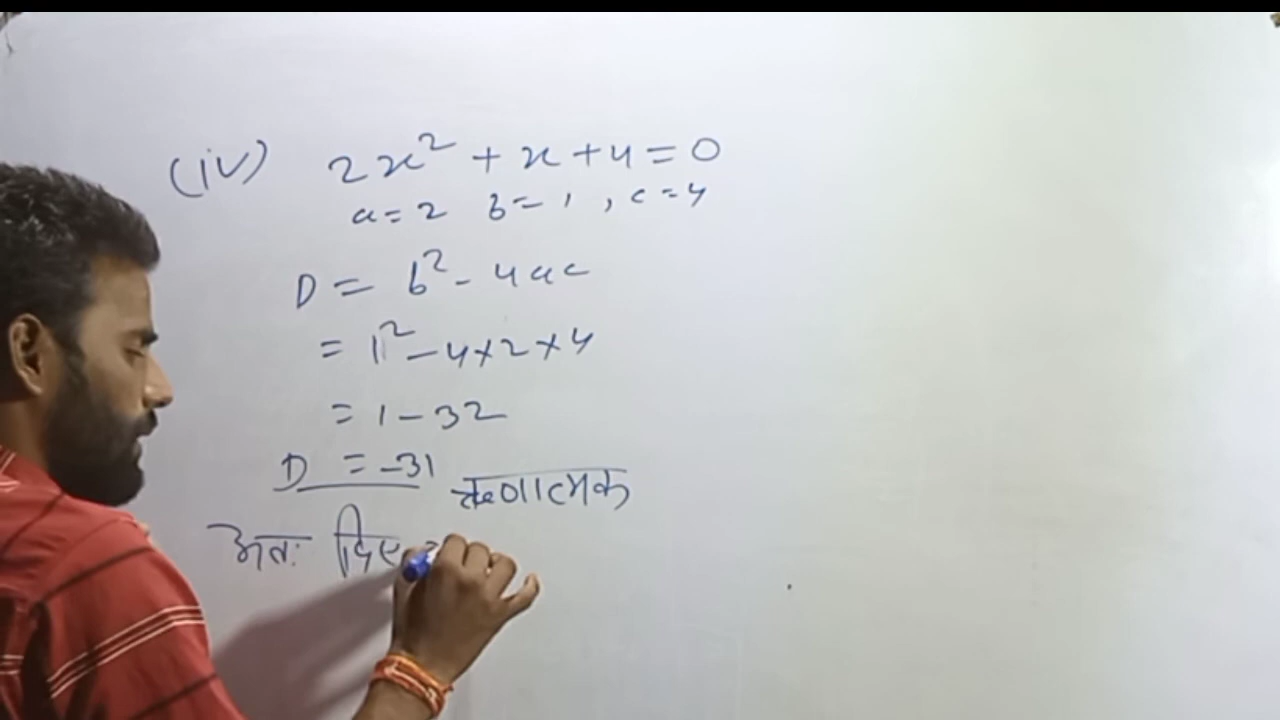 (iv) 2x² + x + 4 = 0
a = 2 b = 1 , c = 4
D = b² - 4ac
= 1² - 4 × 2 × 4
= 1 - 32
D = -31 ऋणात्मक
अतः दिए